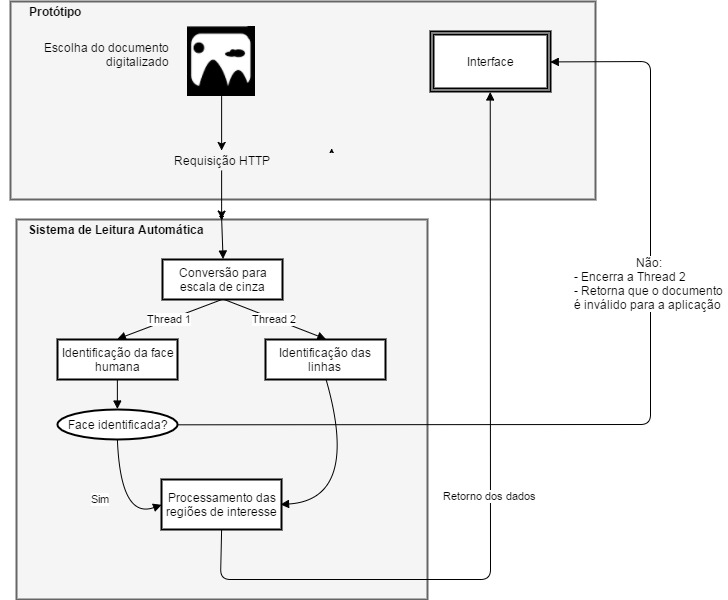 Protótipo
Escolha do documento
digitalizado
Interface
Requisição HTTP
Sistema de Leitura Automática
Conversão para
escala de cinza
Thread 1
Thread 2
Identificação da face
humana
Identificação das
linhas
Não:
- Encerra a Thread 2
- Retorna que o documento
é inválido para a aplicação
Face identificada?
Sim
Processamento das
regiões de interesse
Retorno dos dados